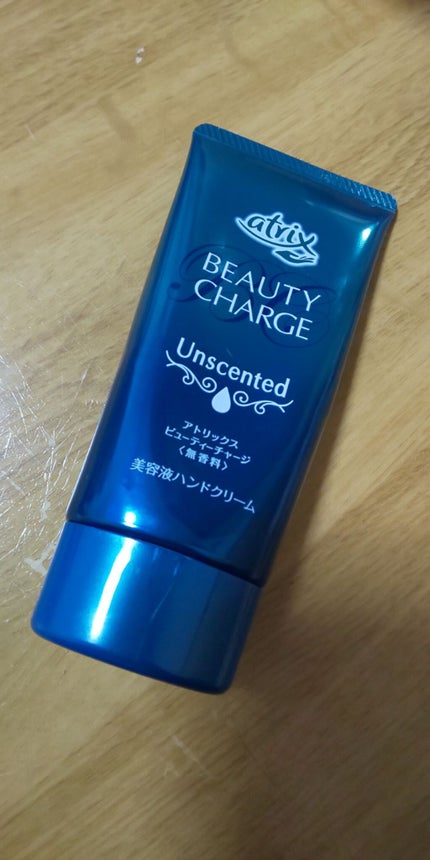 atrix
BEAUTY
CHARGE
Unscented
アトリックス
ビューティーチャージ
〈無香料〉
美容液ハンドクリーム